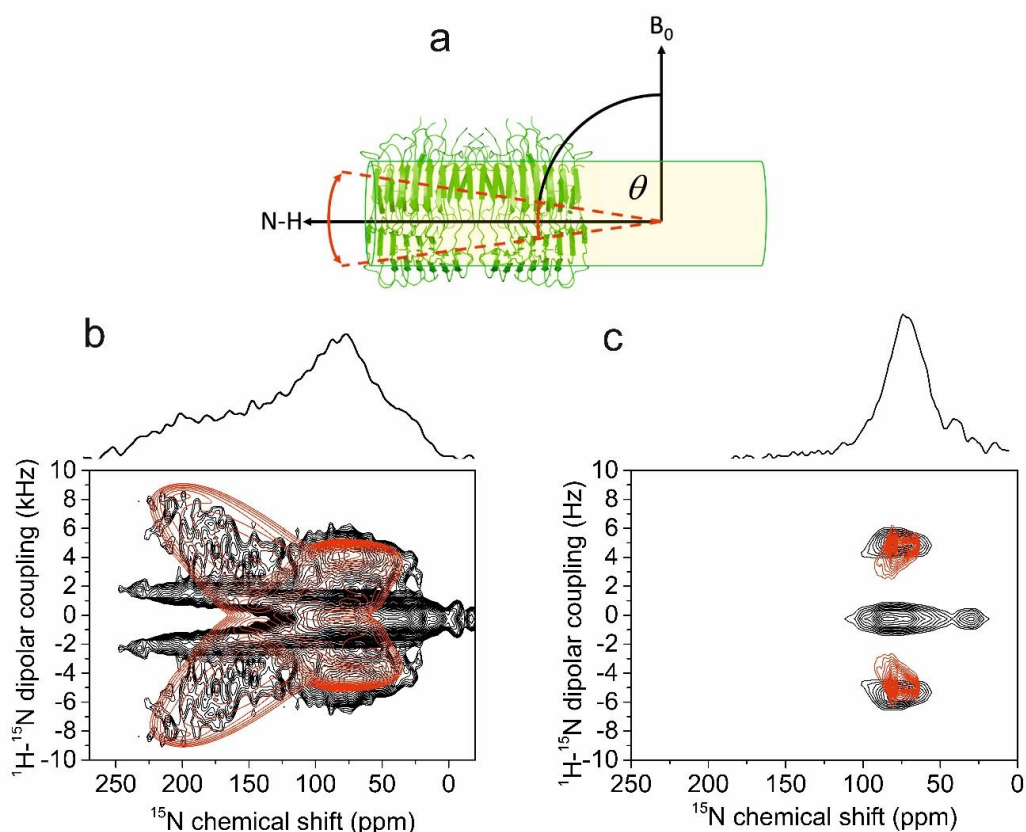 a
B₀
θ
N-H
b
c
¹H-¹⁵N dipolar coupling (kHz)
10
8
6
4
2
0
-2
-4
-6
-8
-10
250 200 150 100 50 0
¹⁵N chemical shift (ppm)
¹H-¹⁵N dipolar coupling (Hz)
10
8
6
4
2
0
-2
-4
-6
-8
-10
250 200 150 100 50 0
¹⁵N chemical shift (ppm)